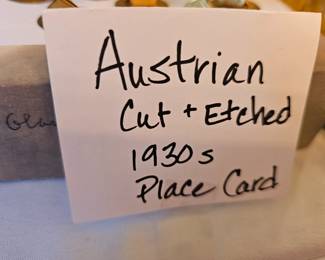 Austrian
Cut + Etched
1930s
Place Card